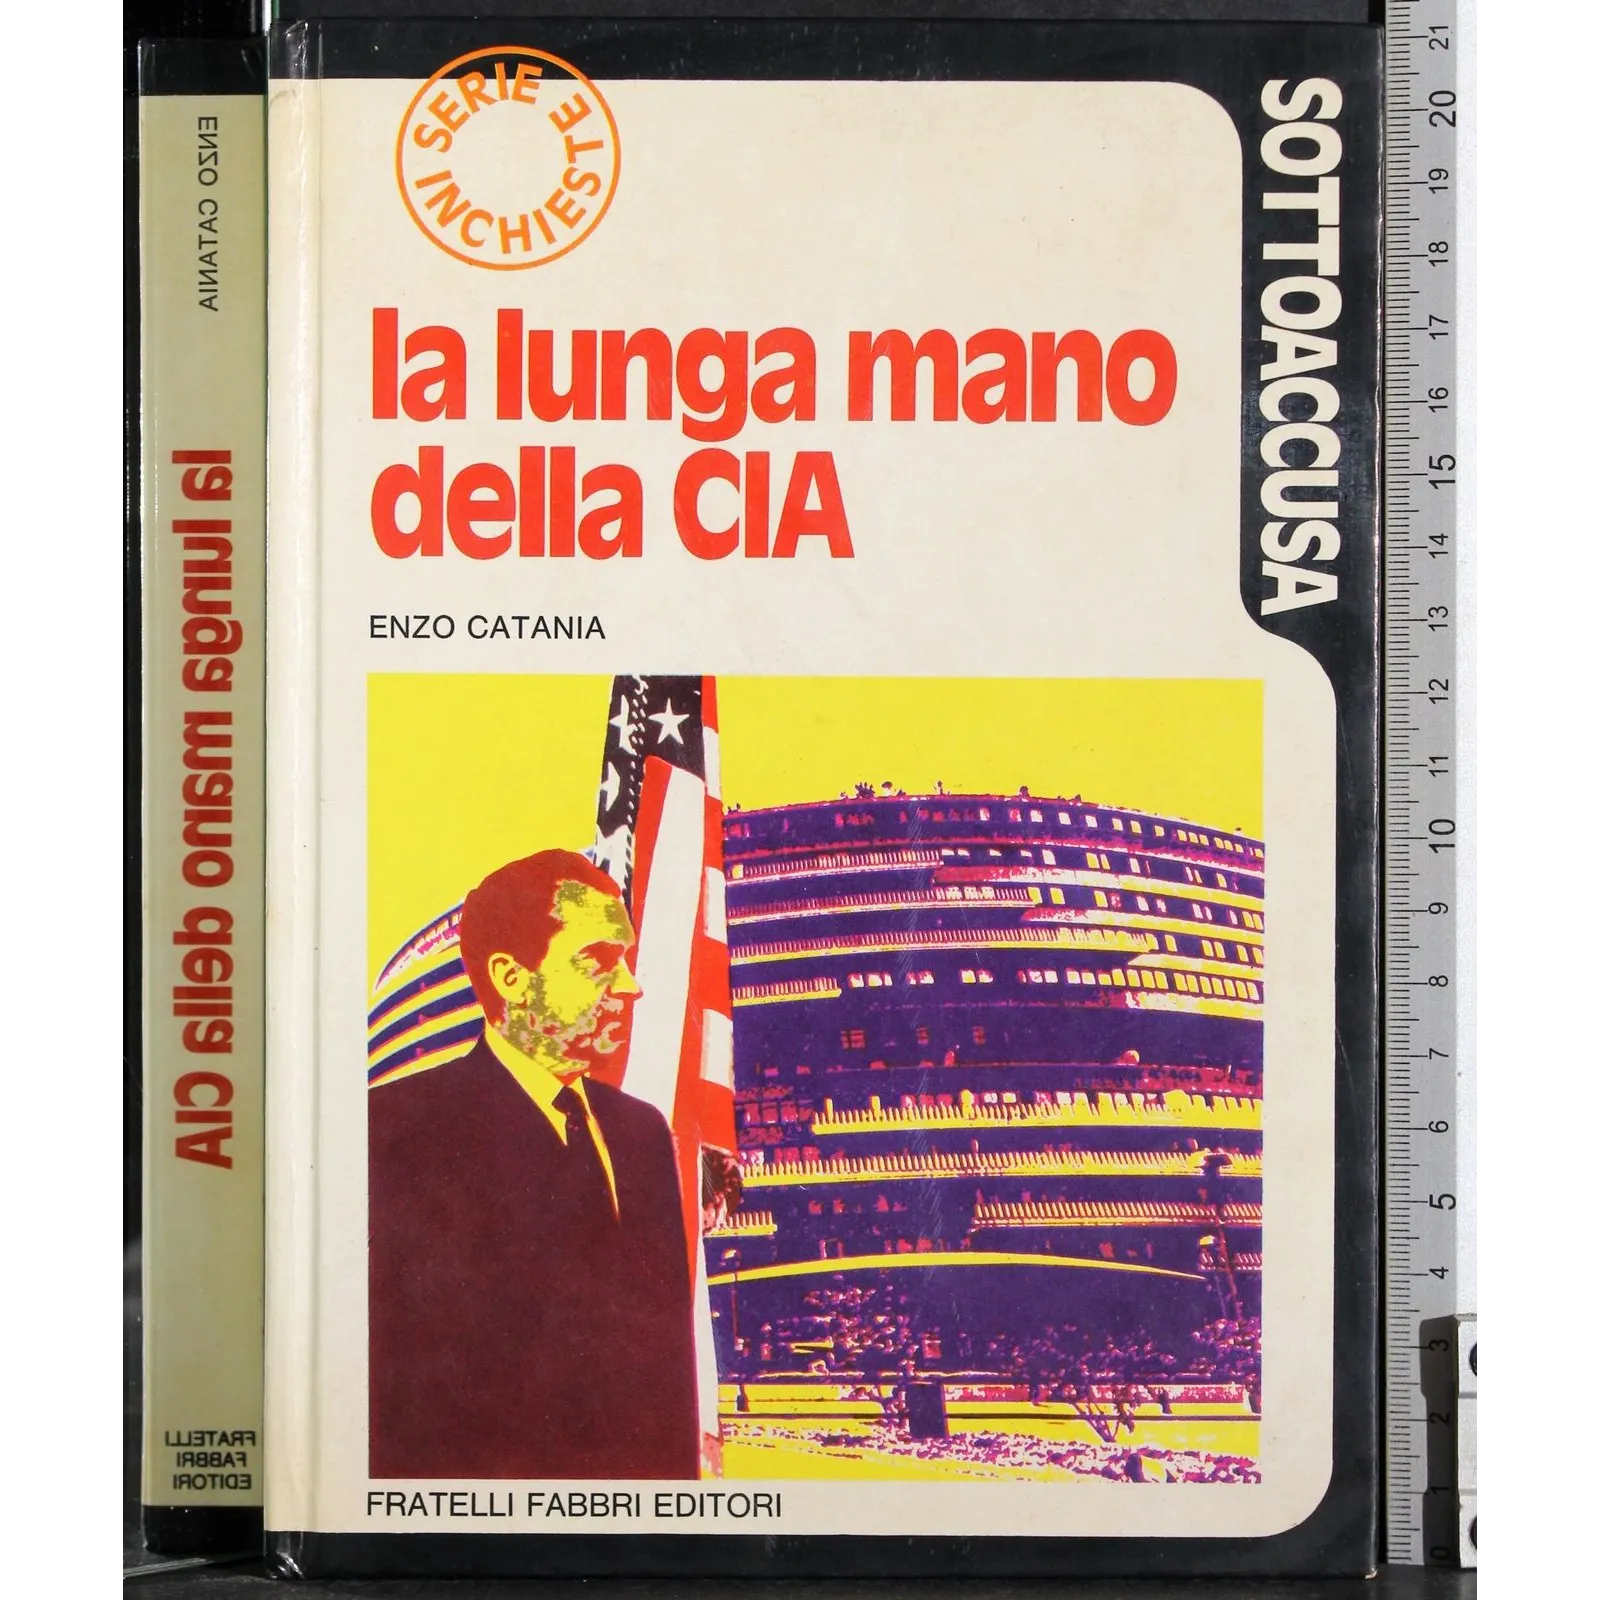 SERIE INCHIESTE
la lunga mano
della CIA
ENZO CATANIA
FRATELLI FABBRI EDITORI
SOTTOACCUSA
ENZO CATANIA
la lunga mano della CIA
FRATELLI
FABBRI
EDITORI
21
20
19
18
17
16
15
14
13
12
11
10
9
8
7
6
5
4
3
2
1
0